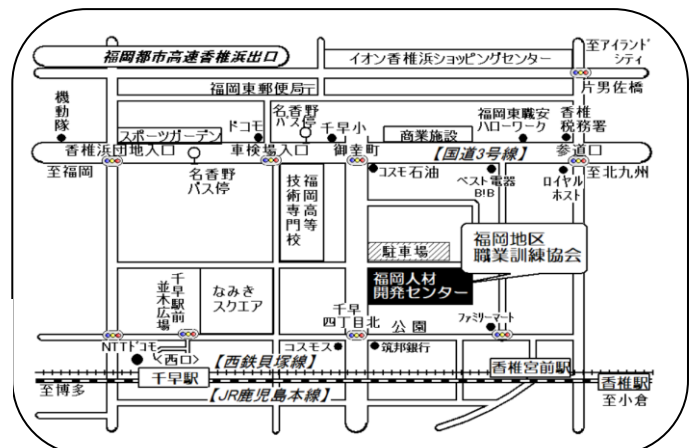 福岡都市高速香椎浜出口
イオン香椎浜ショッピングセンター
至アイランド
シティ
片男佐橋
福岡東郵便局〒
機動隊
スポーツガーデン
ドコモ
名香野
バス停
千早小
商業施設
福岡東職安
ハローワーク
香椎
税務署
香椎浜団地入口
車検場入口
御幸町
【国道3号線】
参道口
至福岡
名香野
バス停
コスモ石油
ベスト電器
B!B
ロイヤル
ホスト
至北九州
福岡高等
技術専門校
駐車場
福岡地区
職業訓練協会
福岡人材
開発センター
千早駅前
並木広場
なみき
スクエア
千早
四丁目北
公園
ファミリーマート
NTTドコモ
<西口>
【西鉄貝塚線】
コスモス
筑邦銀行
香椎宮前駅
千早駅
香椎駅
至博多
【JR鹿児島本線】
至小倉